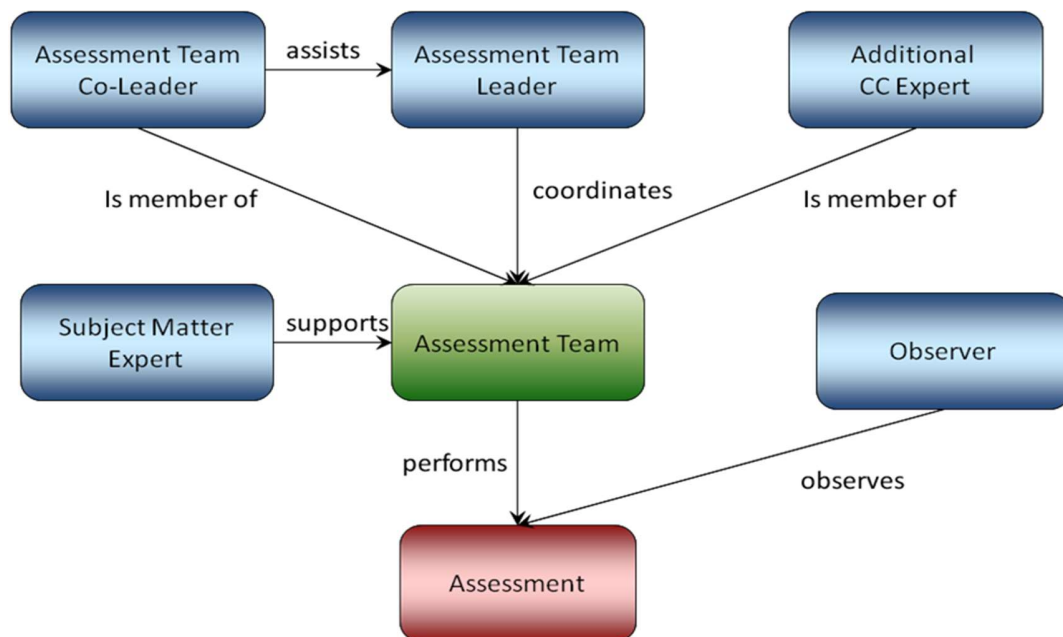 Assessment Team
Co-Leader
assists
Assessment Team
Leader
Additional
CC Expert
Is member of
coordinates
Is member of
Subject Matter
Expert
supports
Assessment Team
Observer
performs
observes
Assessment